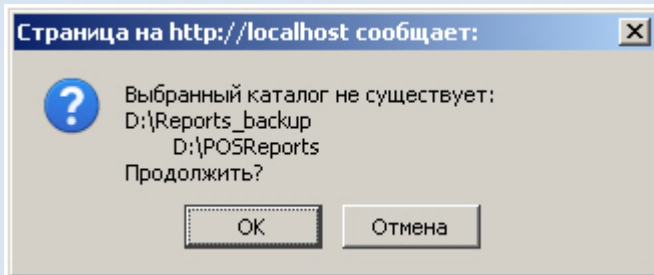 Страница на http://localhost сообщает:
Выбранный каталог не существует:
D:\Reports_backup
D:\POSReports
Продолжить?
OK Отмена